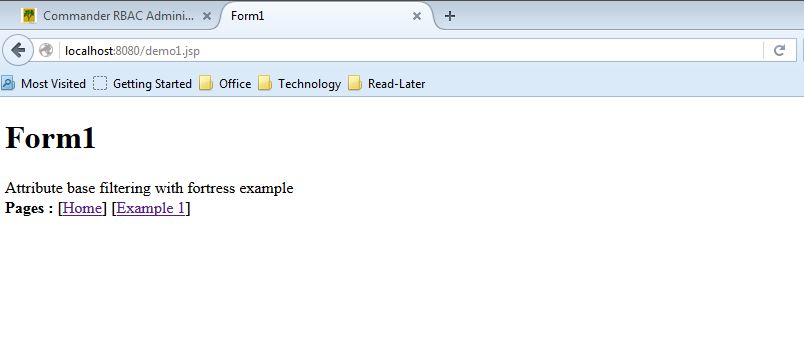 Commander RBAC Admini...
Form1
localhost:8080/demo1.jsp
Most Visited Getting Started Office Technology Read-Later
Form1
Attribute base filtering with fortress example
Pages : [Home] [Example 1]